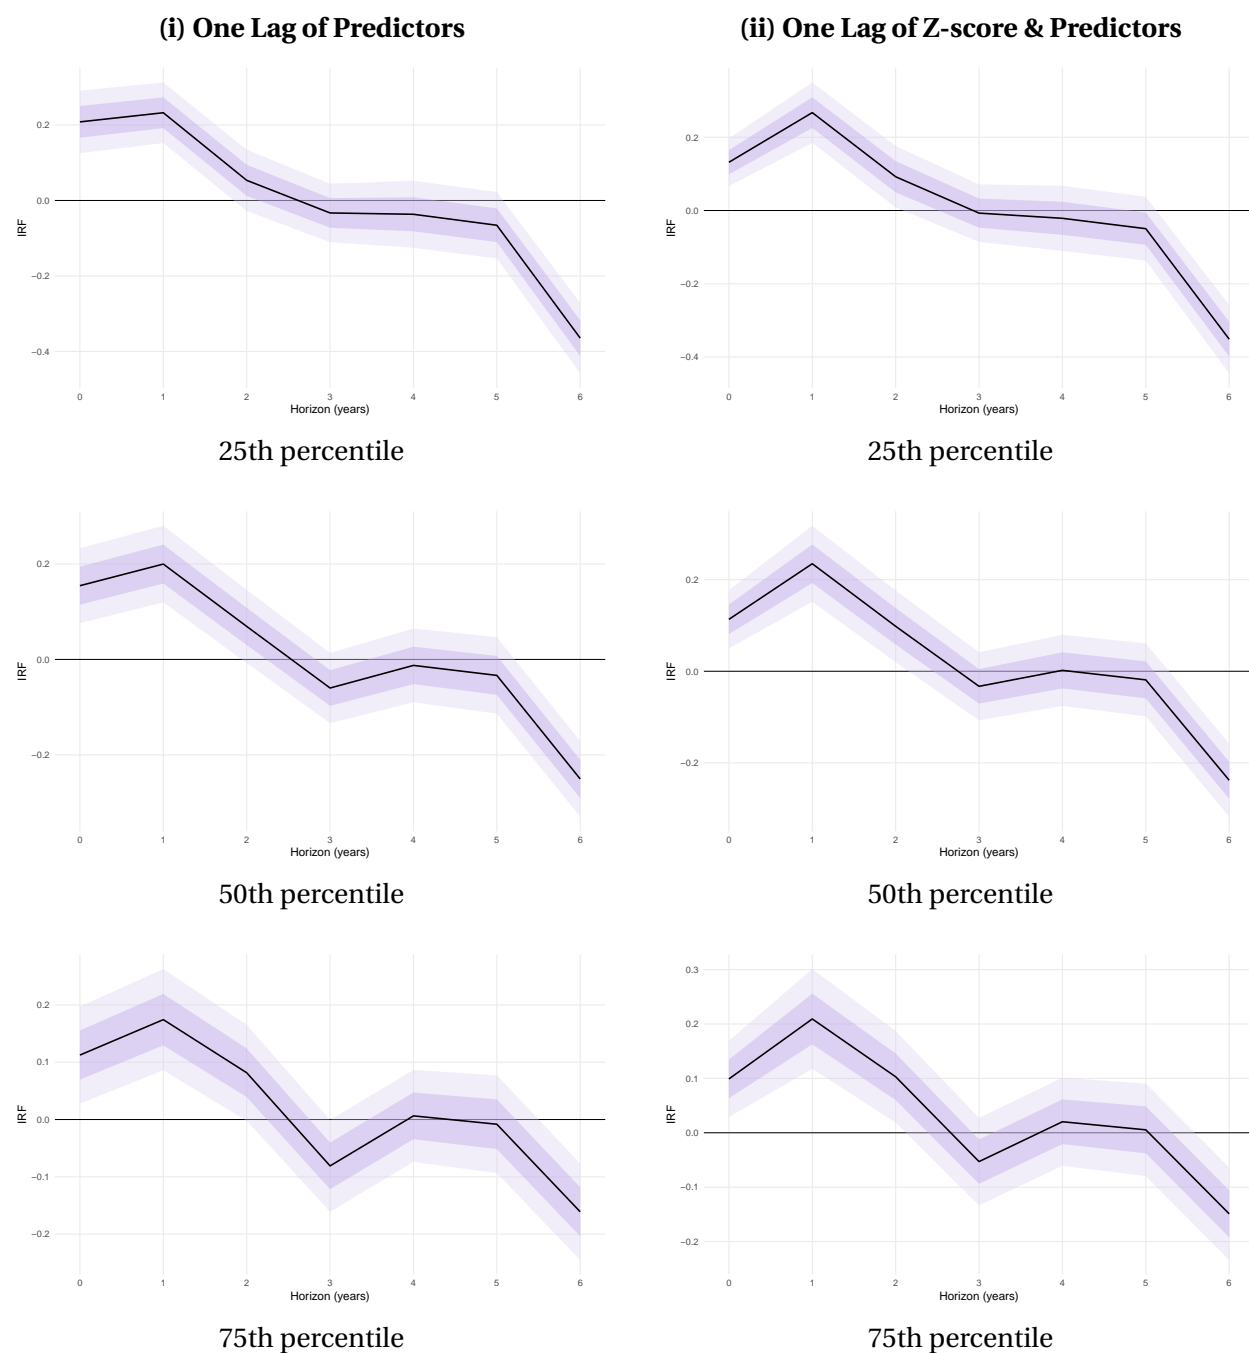 (i) One Lag of Predictors
IRF
0.2
0.0
−0.2
−0.4
0 1 2 3 4 5 6
Horizon (years)
25th percentile
(ii) One Lag of Z-score & Predictors
IRF
0.2
0.0
−0.2
−0.4
0 1 2 3 4 5 6
Horizon (years)
25th percentile
IRF
0.2
0.0
−0.2
0 1 2 3 4 5 6
Horizon (years)
50th percentile
IRF
0.2
0.0
−0.2
0 1 2 3 4 5 6
Horizon (years)
50th percentile
IRF
0.2
0.1
0.0
−0.1
−0.2
0 1 2 3 4 5 6
Horizon (years)
75th percentile
IRF
0.3
0.2
0.1
0.0
−0.1
−0.2
0 1 2 3 4 5 6
Horizon (years)
75th percentile